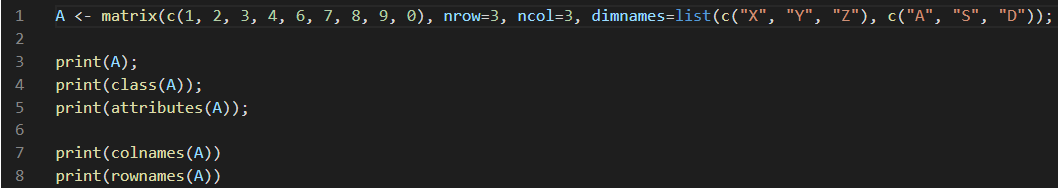 1 A <- matrix(c(1, 2, 3, 4, 6, 7, 8, 9, 0), nrow=3, ncol=3, dimnames=list(c("X", "Y", "Z"), c("A", "S", "D"));
2
3 print(A);
4 print(class(A));
5 print(attributes(A));
6
7 print(colnames(A))
8 print(rownames(A))